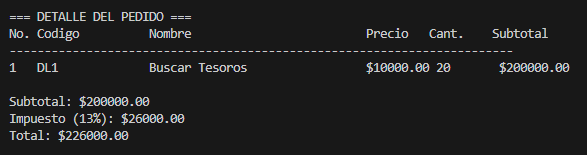 === DETALLE DEL PEDIDO ===
No. Codigo Nombre Precio Cant. Subtotal
--------------------------------------------------------------------------------
1 DL1 Buscar Tesoros $10000.00 20 $200000.00
Subtotal: $200000.00
Impuesto (13%): $26000.00
Total: $226000.00